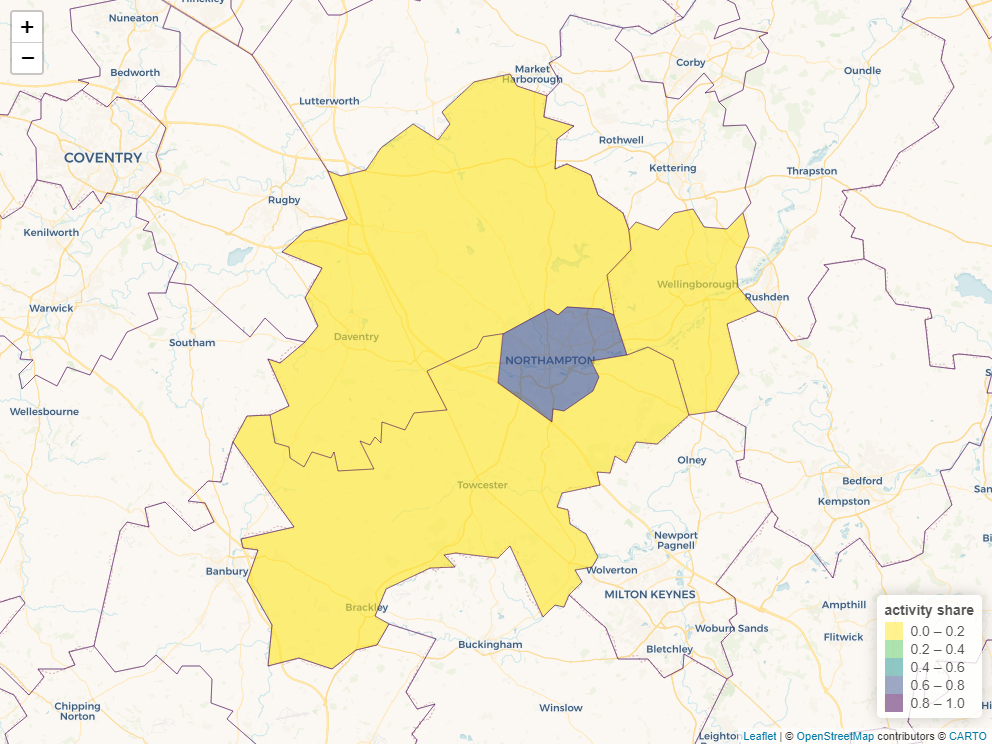 Hinckley
Nuneaton
+
−
Bedworth
Market
Harborough
Corby
Oundle
Lutterworth
COVENTRY
Rothwell
Kettering
Thrapston
Rugby
Kenilworth
Wellingborough
Rushden
Warwick
Southam
Daventry
NORTHAMPTON
Wellesbourne
Olney
Towcester
Bedford
Kempston
Newport
Pagnell
Banbury
Wolverton
MILTON KEYNES
Brackley
Ampthill
Woburn Sands
Flitwick
Buckingham
Bletchley
Chipping
Norton
Winslow
activity share
0.0 – 0.2
0.2 – 0.4
0.4 – 0.6
0.6 – 0.8
0.8 – 1.0
Leighton
Leaflet | © OpenStreetMap contributors © CARTO